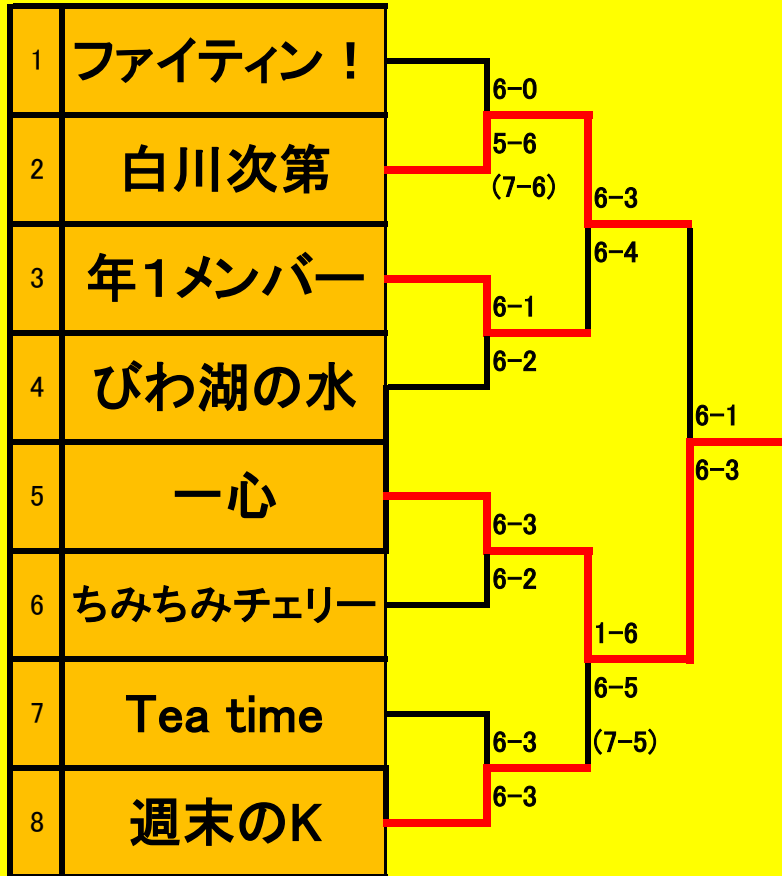 1 ファイティン！
2 白川次第
3 年１メンバー
4 びわ湖の水
5 一心
6 ちみちみチェリー
7 Tea time
8 週末のK
6-0
5-6
(7-6)
6-1
6-2
6-3
6-2
6-3
6-3
6-3
6-4
1-6
6-5
(7-5)
6-1
6-3